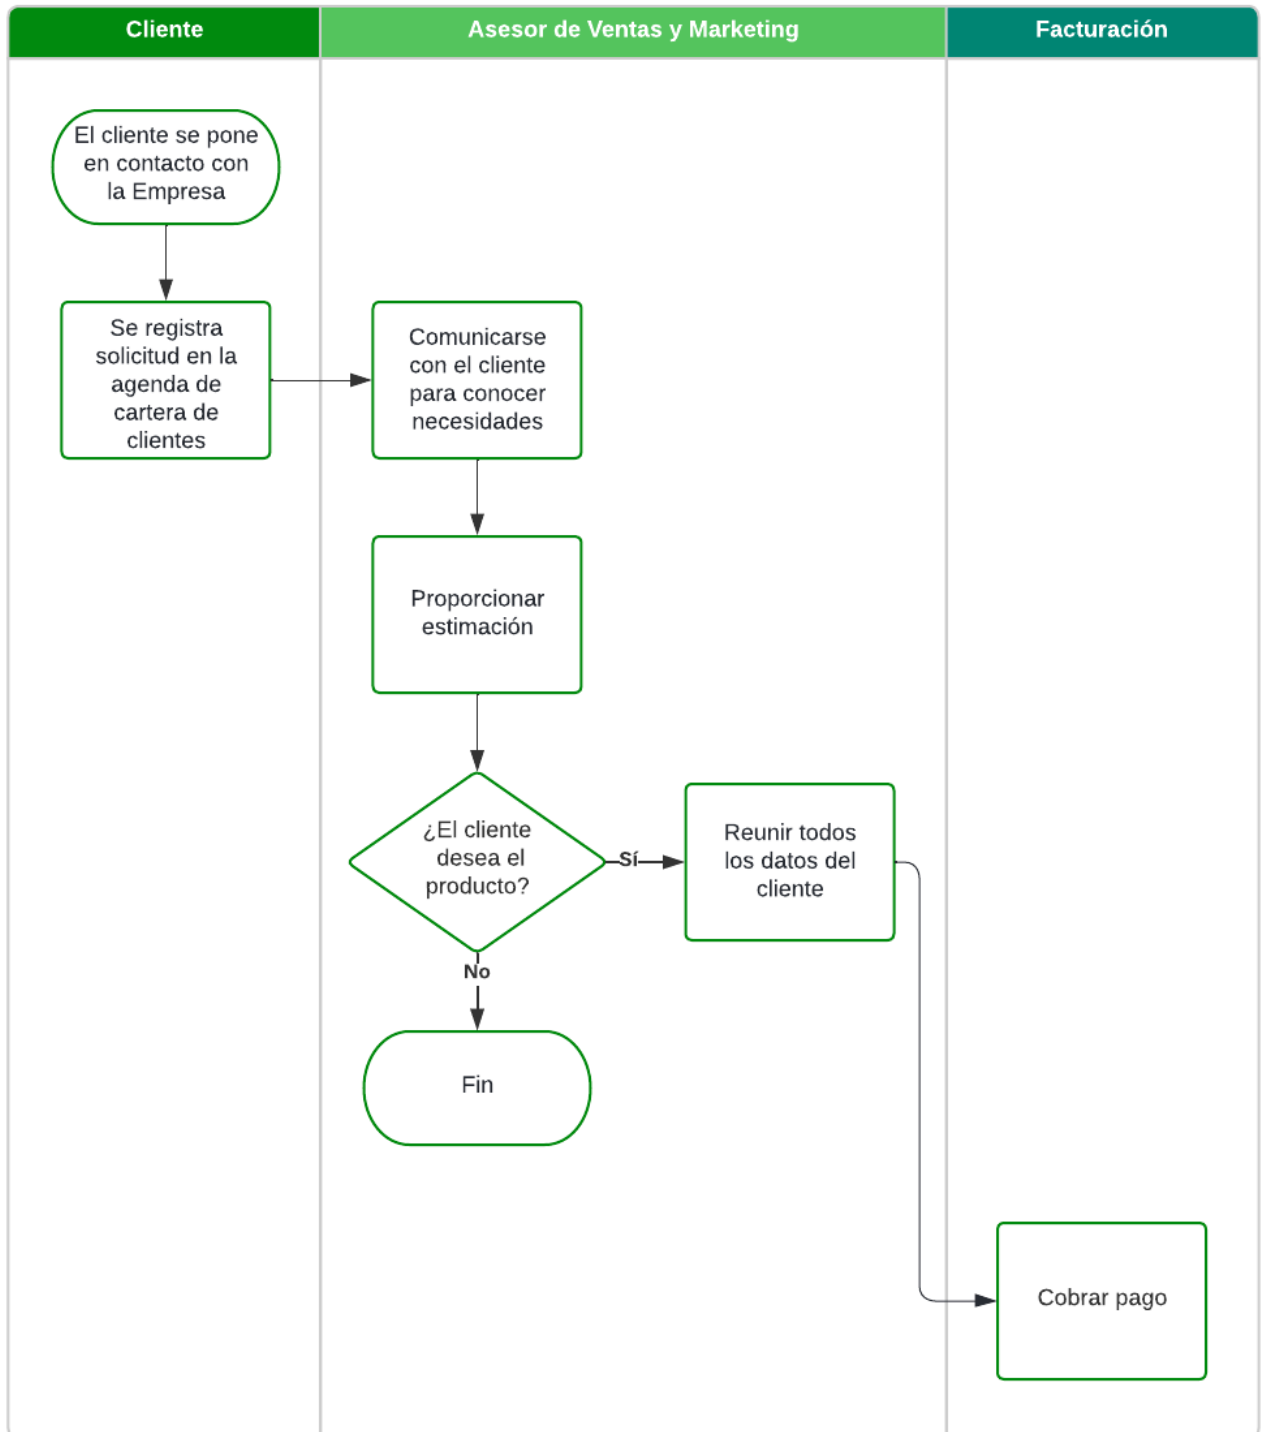 Cliente
Asesor de Ventas y Marketing
Facturación
El cliente se pone
en contacto con
la Empresa
Se registra
solicitud en la
agenda de
cartera de
clientes
Comunicarse
con el cliente
para conocer
necesidades
Proporcionar
estimación
¿El cliente
desea el
producto?
Sí
Reunir todos
los datos del
cliente
No
Fin
Cobrar pago